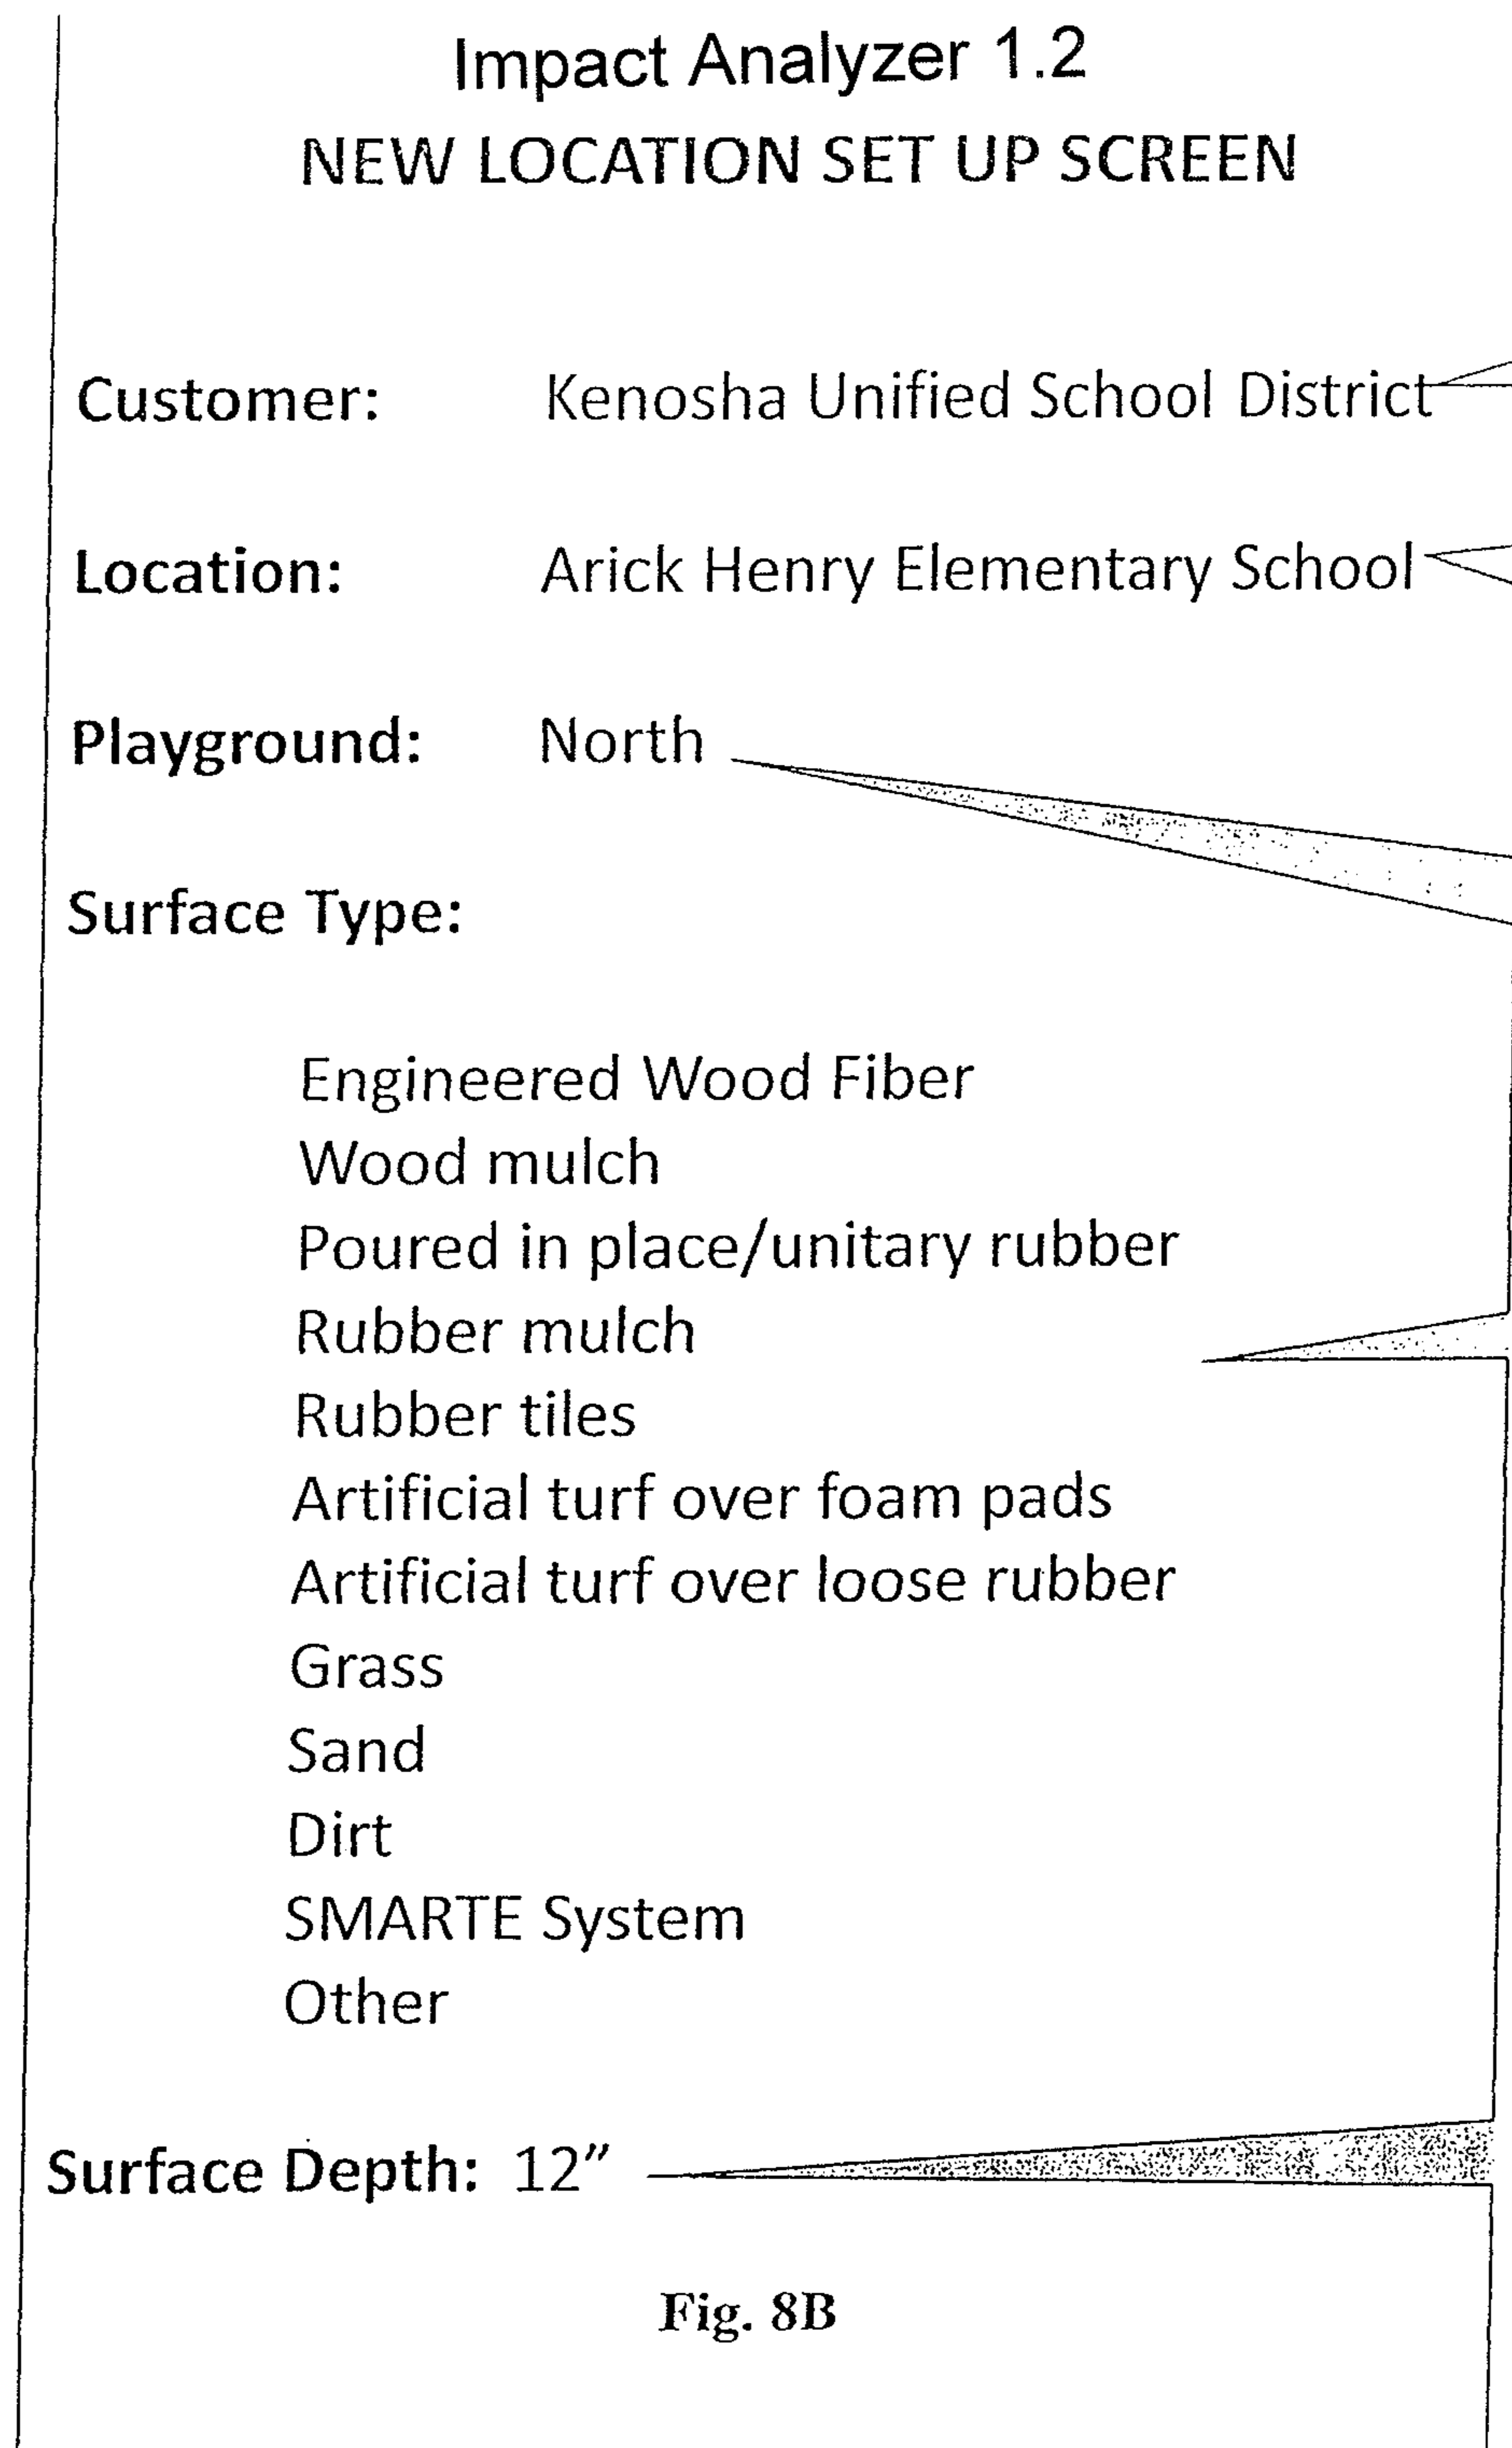 Impact Analyzer 1.2
NEW LOCATION SET UP SCREEN
Customer: Kenosha Unified School District
Location: Arick Henry Elementary School
Playground: North
Surface Type:
Engineered Wood Fiber
Wood mulch
Poured in place/unitary rubber
Rubber mulch
Rubber tiles
Artificial turf over foam pads
Artificial turf over loose rubber
Grass
Sand
Dirt
SMARTE System
Other
Surface Depth: 12″
Fig. 8B